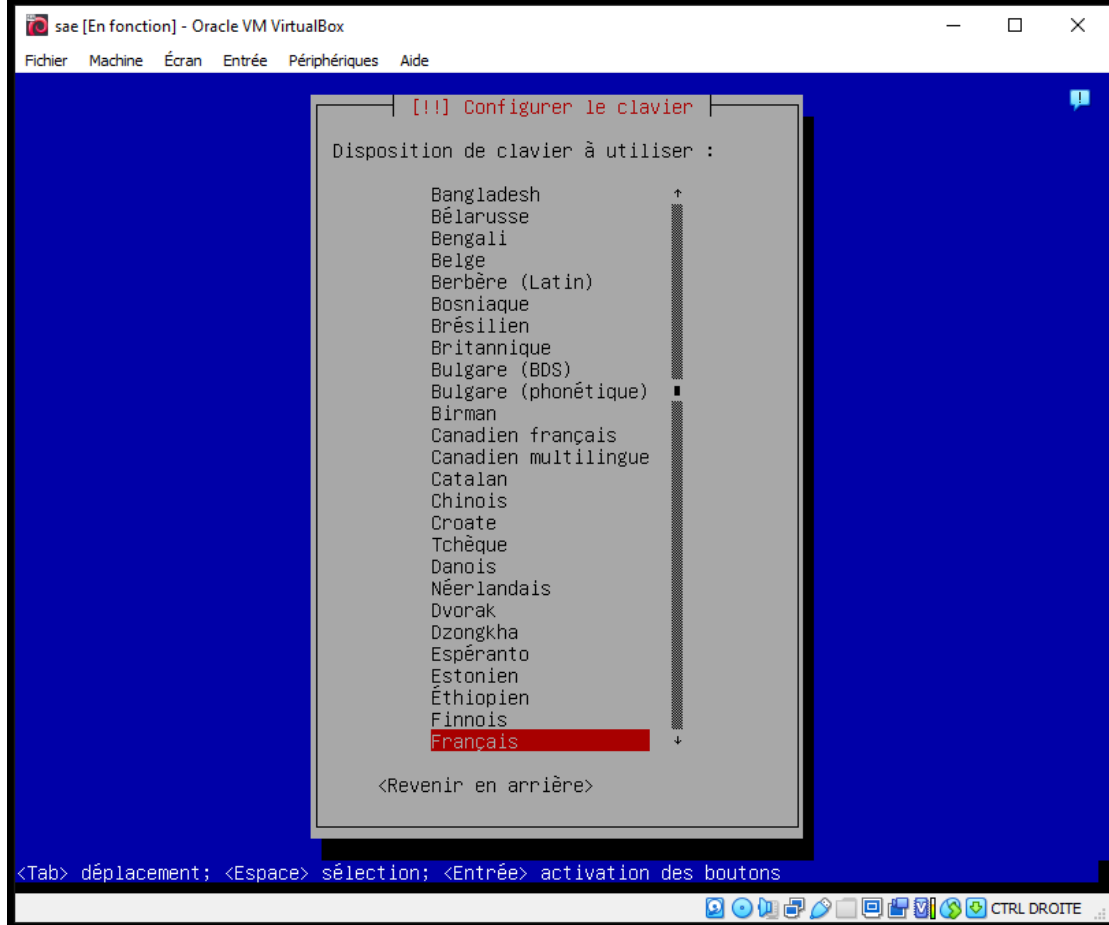 sae [En fonction] - Oracle VM VirtualBox
Fichier Machine Écran Entrée Périphériques Aide
[!!] Configurer le clavier
Disposition de clavier à utiliser :
Bangladesh
Bélarusse
Bengali
Belge
Berbère (Latin)
Bosniaque
Brésilien
Britannique
Bulgare (BDS)
Bulgare (phonétique)
Birman
Canadien français
Canadien multilingue
Catalan
Chinois
Croate
Tchèque
Danois
Néerlandais
Dvorak
Dzongkha
Espéranto
Estonien
Éthiopien
Finnois
Français
<Revenir en arrière>
<Tab> déplacement; <Espace> sélection; <Entrée> activation des boutons
CTRL DROITE